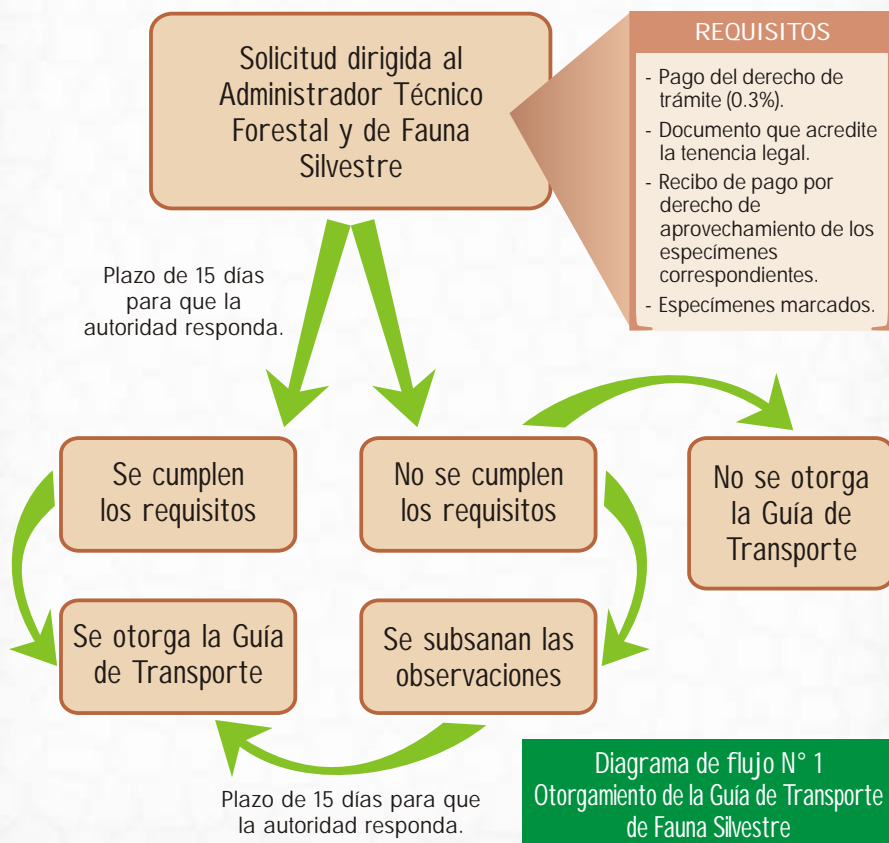 Solicitud dirigida al
Administrador Técnico
Forestal y de Fauna
Silvestre
REQUISITOS
- Pago del derecho de
trámite (0.3%).
- Documento que acredite
la tenencia legal.
- Recibo de pago por
derecho de
aprovechamiento de los
especímenes
correspondientes.
- Especímenes marcados.
Plazo de 15 días
para que la
autoridad responda.
Se cumplen
los requisitos
No se cumplen
los requisitos
No se otorga
la Guía de
Transporte
Se otorga la Guía
de Transporte
Se subsanan las
observaciones
Plazo de 15 días para que
la autoridad responda.
Diagrama de flujo N° 1
Otorgamiento de la Guía de Transporte
de Fauna Silvestre